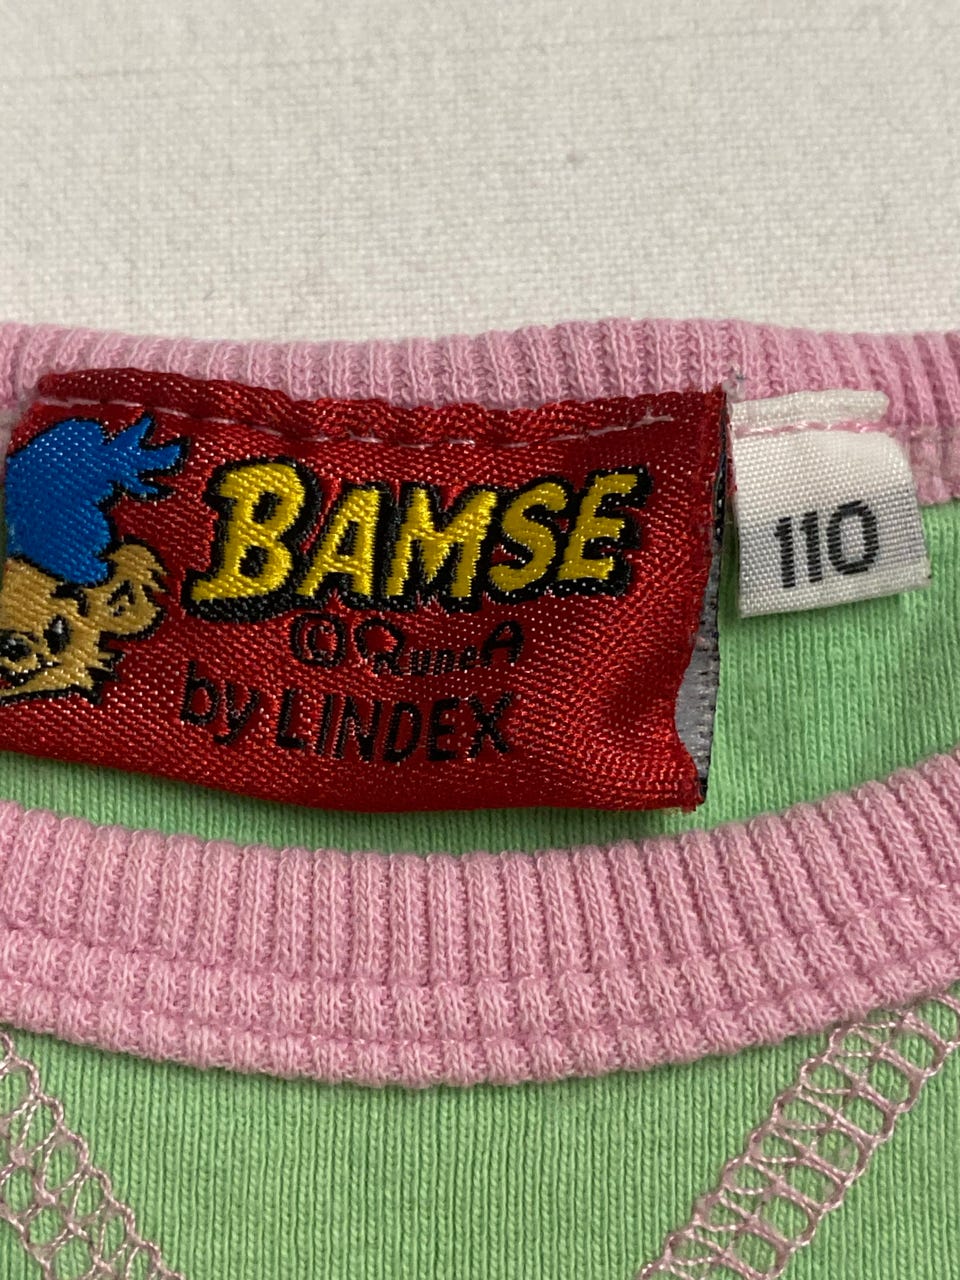 BAMSE
© RuneA
by LINDEX
110